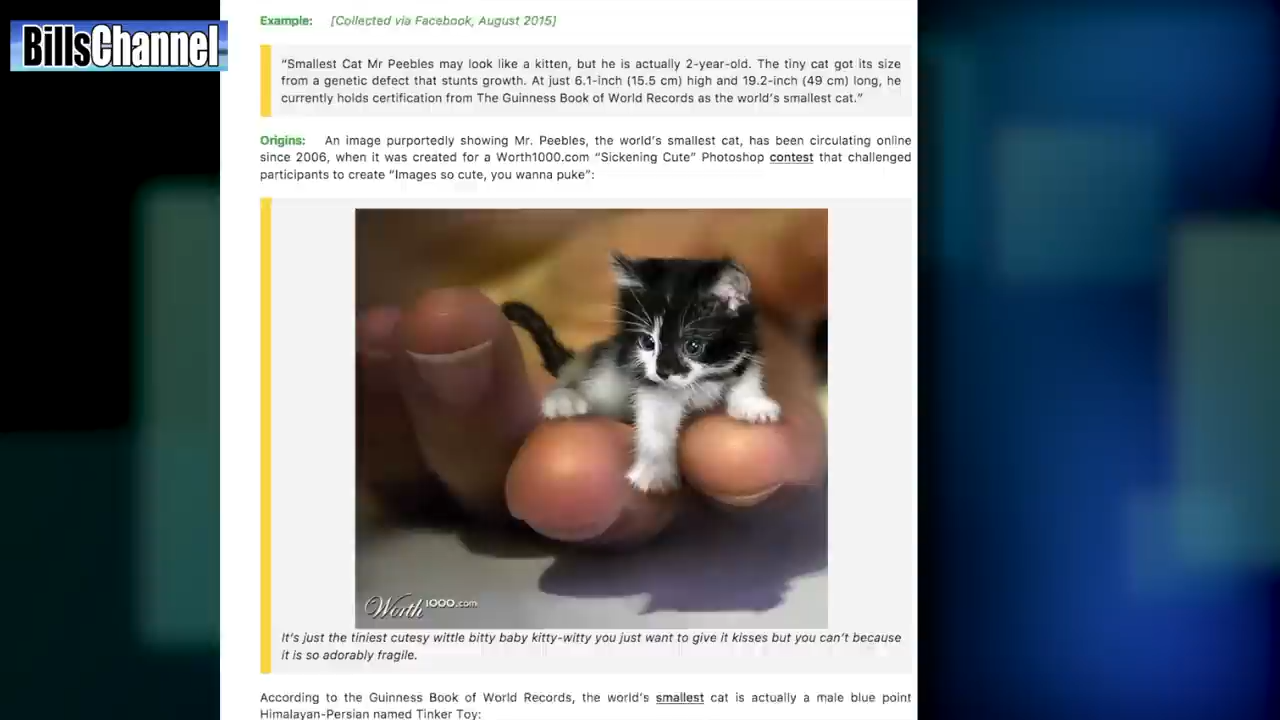 BillsChannel
Example: [Collected via Facebook, August 2015]
“Smallest Cat Mr Peebles may look like a kitten, but he is actually 2-year-old. The tiny cat got its size
from a genetic defect that stunts growth. At just 6.1-inch (15.5 cm) high and 19.2-inch (49 cm) long, he
currently holds certification from The Guinness Book of World Records as the world’s smallest cat.”
Origins: An image purportedly showing Mr. Peebles, the world’s smallest cat, has been circulating online
since 2006, when it was created for a Worth1000.com “Sickening Cute” Photoshop contest that challenged
participants to create “Images so cute, you wanna puke”:
Worth1000.com
It’s just the tiniest cutesy wittle bitty baby kitty-witty you just want to give it kisses but you can’t because
it is so adorably fragile.
According to the Guinness Book of World Records, the world’s smallest cat is actually a male blue point
Himalayan-Persian named Tinker Toy: